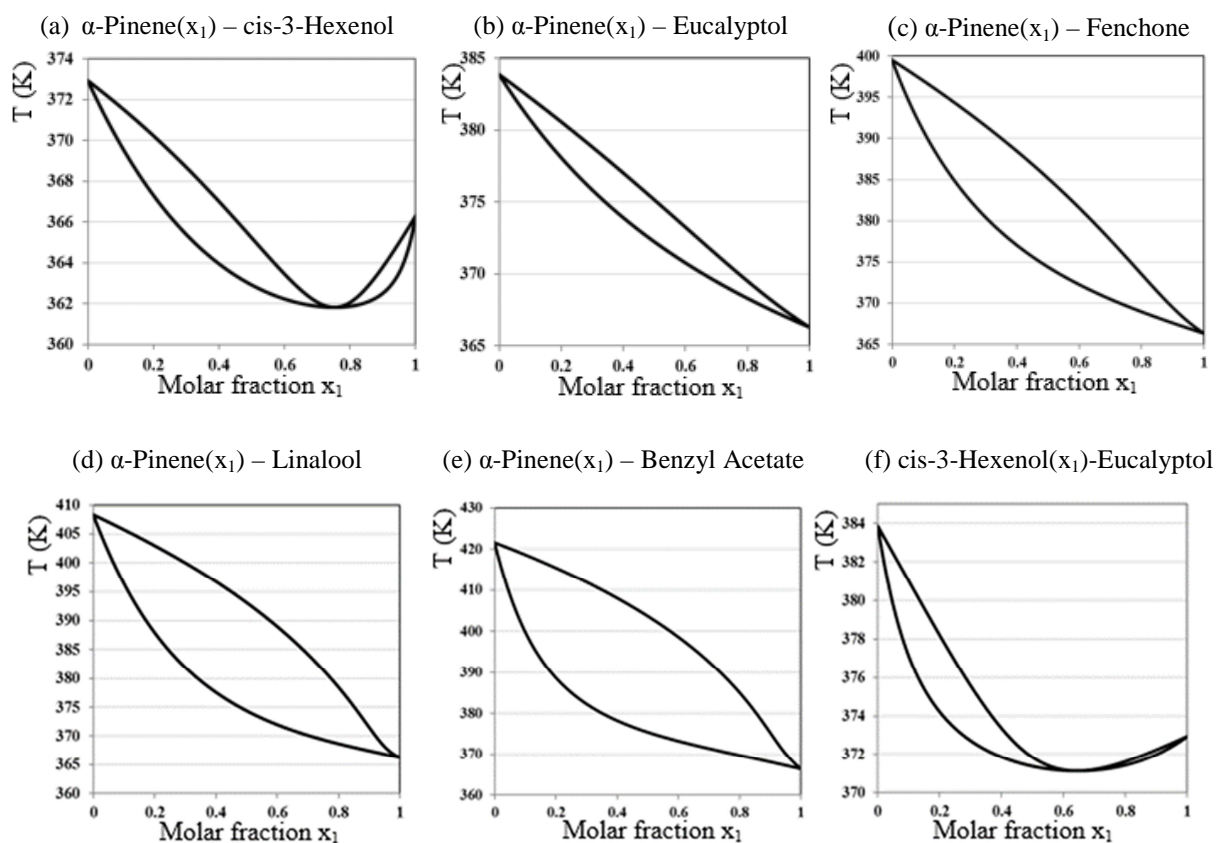 (a) α-Pinene(x₁) – cis-3-Hexenol
T (K)
374
372
370
368
366
364
362
360
0 0.2 0.4 0.6 0.8 1
Molar fraction x₁
(b) α-Pinene(x₁) – Eucalyptol
T (K)
385
380
375
370
365
0 0.2 0.4 0.6 0.8 1
Molar fraction x₁
(c) α-Pinene(x₁) – Fenchone
T (K)
400
395
390
385
380
375
370
365
0 0.2 0.4 0.6 0.8 1
Molar fraction x₁
(d) α-Pinene(x₁) – Linalool
T (K)
410
405
400
395
390
385
380
375
370
365
360
0 0.2 0.4 0.6 0.8 1
Molar fraction x₁
(e) α-Pinene(x₁) – Benzyl Acetate
T (K)
430
420
410
400
390
380
370
360
0 0.2 0.4 0.6 0.8 1
Molar fraction x₁
(f) cis-3-Hexenol(x₁)-Eucalyptol
T (K)
384
382
380
378
376
374
372
370
0 0.2 0.4 0.6 0.8 1
Molar fraction x₁